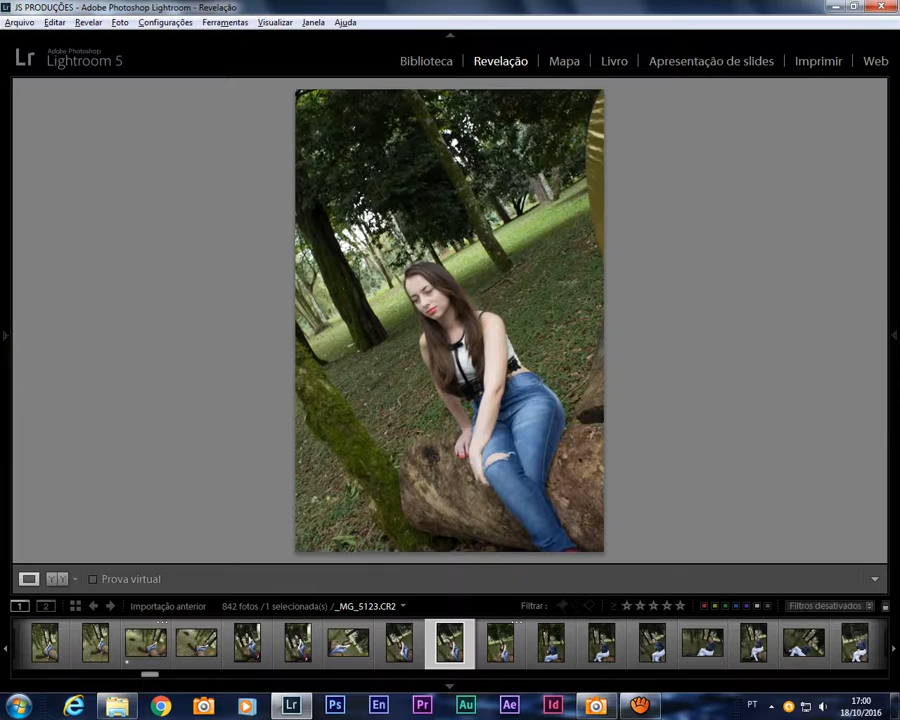 JS PRODUÇÕES - Adobe Photoshop Lightroom - Revelação
Arquivo Editar Revelar Foto Configurações Ferramentas Visualizar Janela Ajuda
Lr Adobe Photoshop
Lightroom 5
Biblioteca Revelação Mapa Livro Apresentação de slides Imprimir Web
YY Prova virtual
1 2 Importação anterior 842 fotos /1 selecionada(s) /_MG_5123.CR2 Filtrar : Filtros desativados
Lr Ps En Pr Au Ae Id PT 17:00
18/10/2016